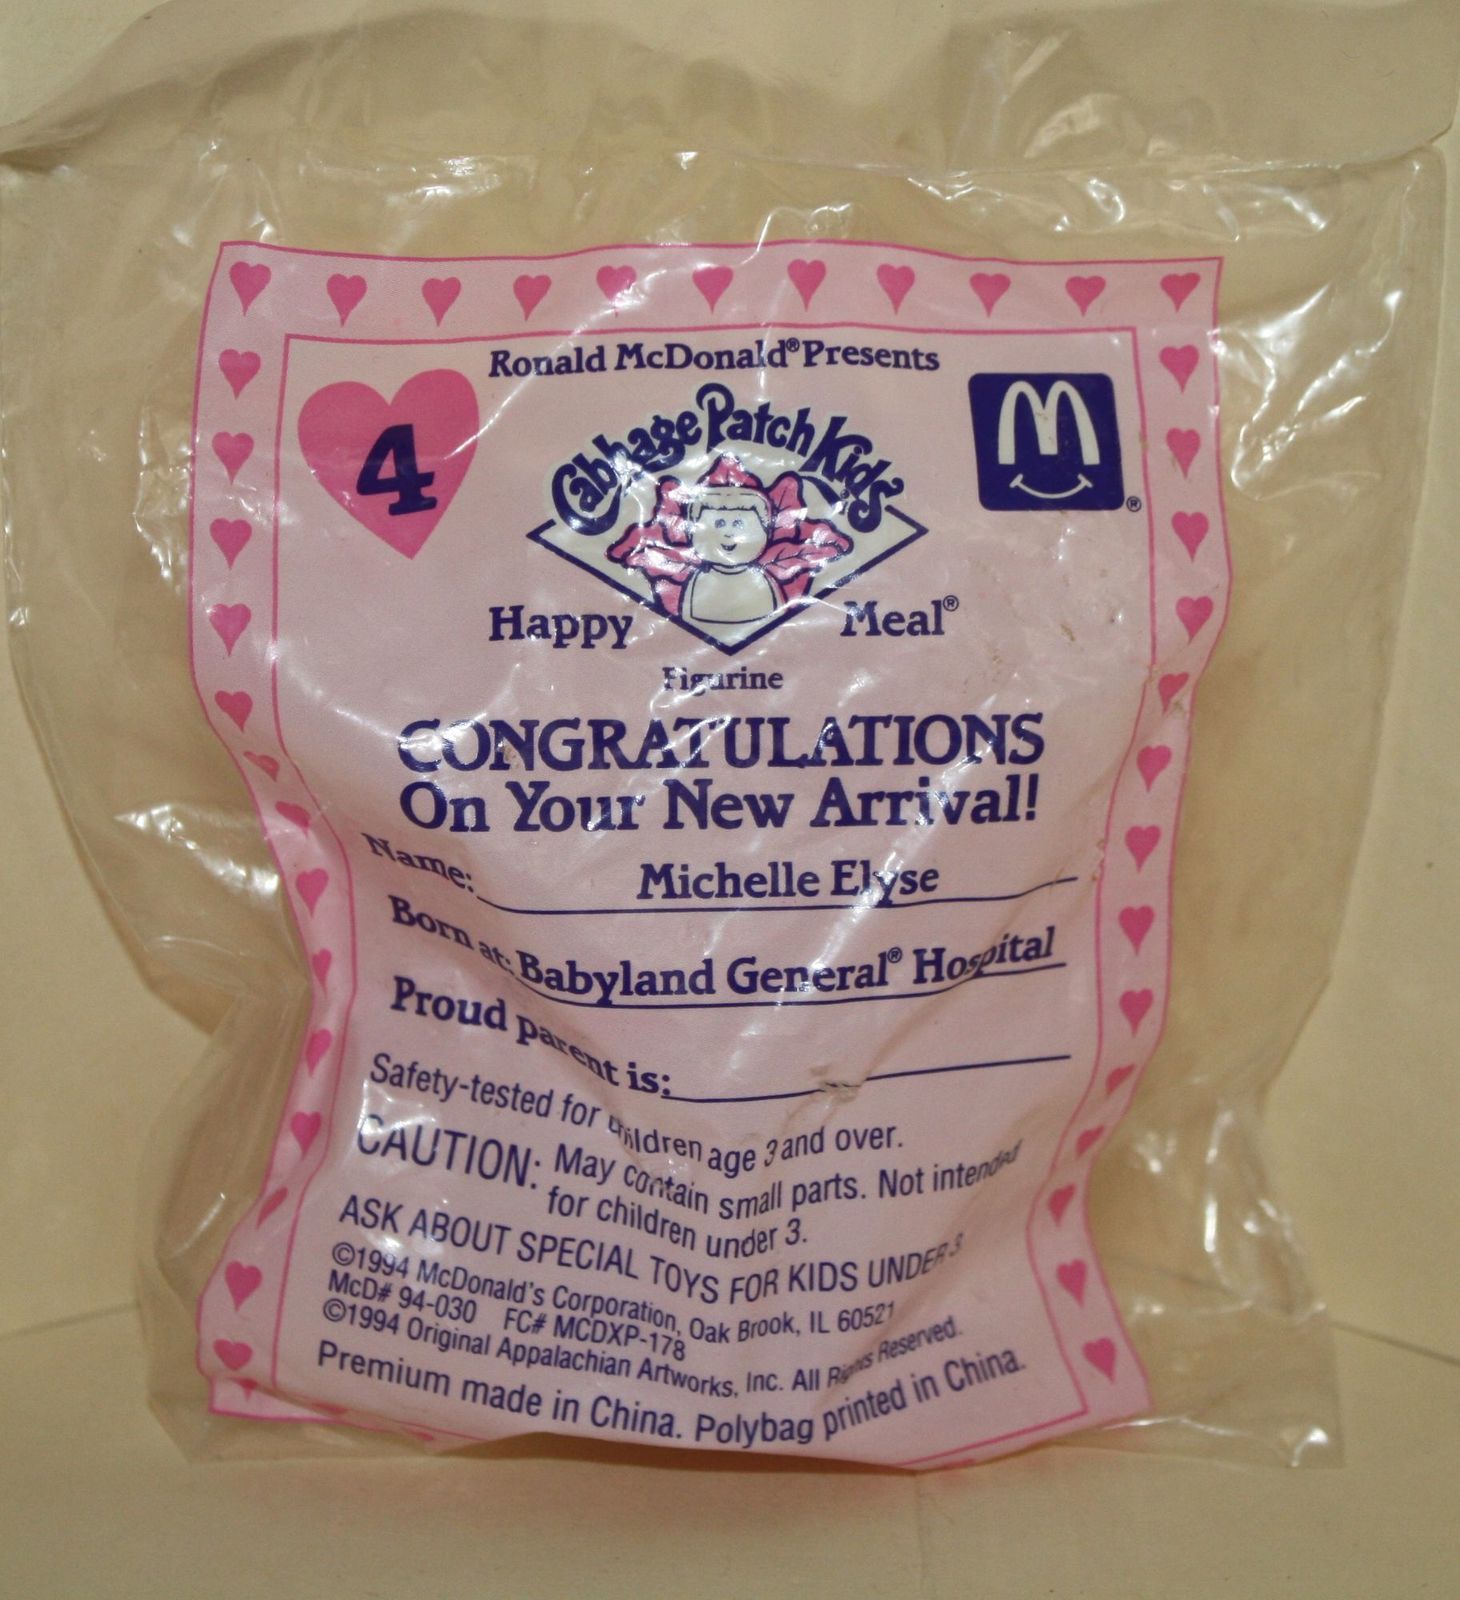 Ronald McDonald® Presents
4
Cabbage Patch Kids®
M®
Happy Meal®
Figurine
CONGRATULATIONS
On Your New Arrival!
Name: Michelle Elyse
Born at: Babyland General® Hospital
Proud parent is:
Safety-tested for children age 3 and over.
CAUTION: May contain small parts. Not intended
for children under 3.
ASK ABOUT SPECIAL TOYS FOR KIDS UNDER 3
©1994 McDonald's Corporation, Oak Brook, IL 60521
McD# 94-030 FC# MCDXP-178
©1994 Original Appalachian Artworks, Inc. All Rights Reserved.
Premium made in China. Polybag printed in China.